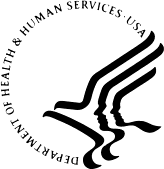 DEPARTMENT OF HEALTH & HUMAN SERVICES · USA